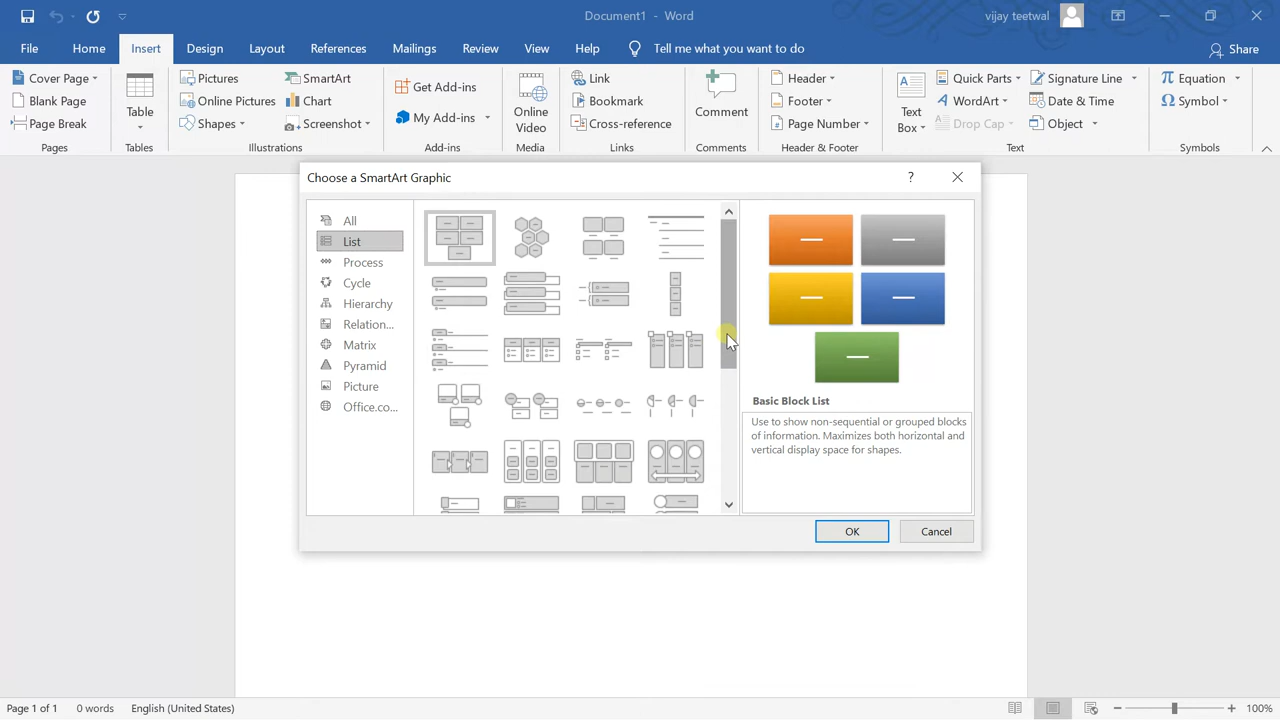 Document1 - Word
vijay teetwal
File Home Insert Design Layout References Mailings Review View Help Tell me what you want to do Share
Cover Page
Blank Page
Page Break
Pages
Table
Tables
Pictures
Online Pictures
Shapes
SmartArt
Chart
Screenshot
Illustrations
Get Add-ins
My Add-ins
Add-ins
Online
Video
Media
Link
Bookmark
Cross-reference
Links
Comment
Comments
Header
Footer
Page Number
Header & Footer
Text
Box
Quick Parts
WordArt
Drop Cap
Signature Line
Date & Time
Object
Text
Equation
Symbol
Symbols
Choose a SmartArt Graphic
All
List
Process
Cycle
Hierarchy
Relation...
Matrix
Pyramid
Picture
Office.co...
Basic Block List
Use to show non-sequential or grouped blocks
of information. Maximizes both horizontal and
vertical display space for shapes.
OK Cancel
Page 1 of 1 0 words English (United States) 100%